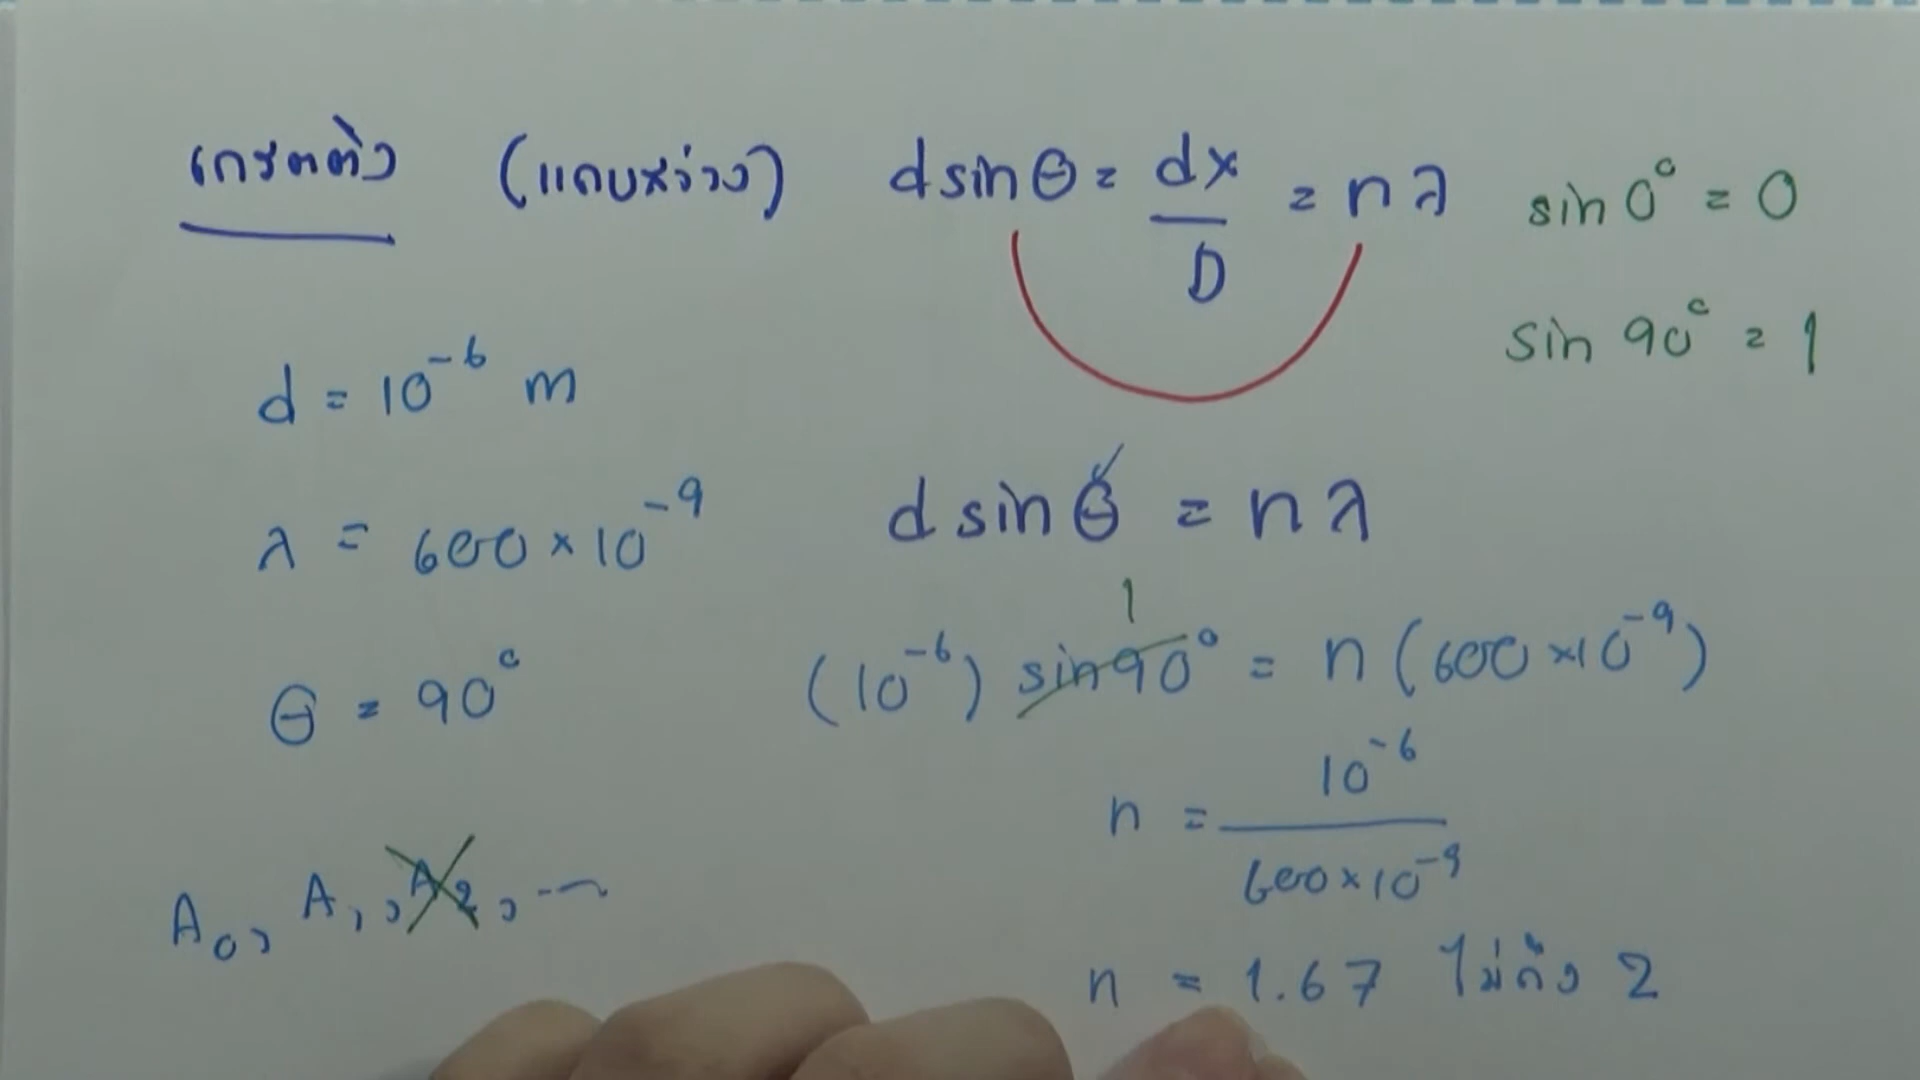 เกรตติง (แถบสว่าง) d sin θ = dx/D = nλ
sin 0° = 0
sin 90° = 1
d = 10⁻⁶ m
λ = 600 × 10⁻⁹
d sin θ = nλ
1
θ = 90°
(10⁻⁶) sin 90° = n (600 × 10⁻⁹)
n = 10⁻⁶ / 600 × 10⁻⁹
A₀, A₁, A₂, ...
n = 1.67 ไม่ถึง 2